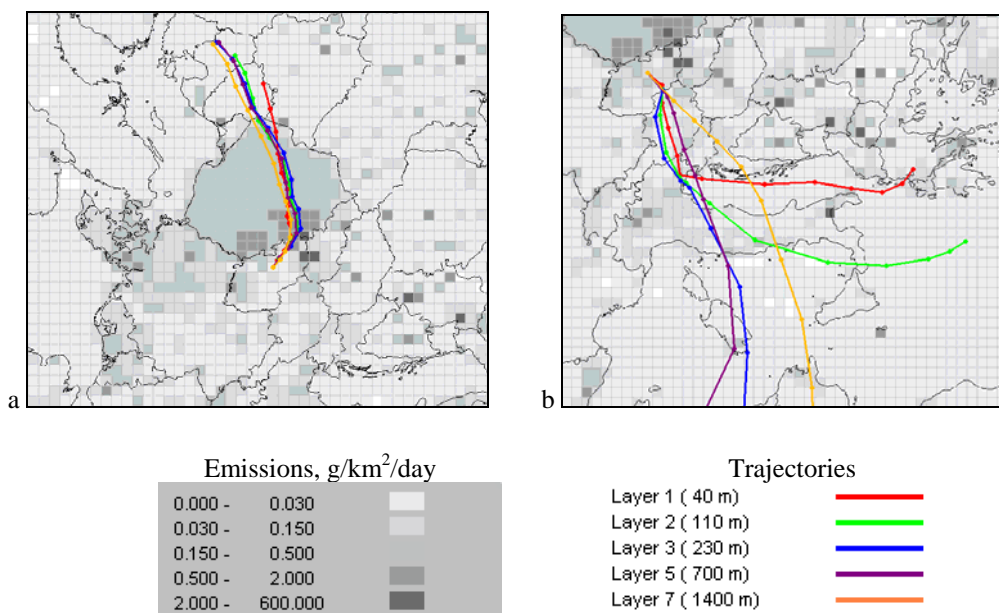 a
b
Emissions, g/km²/day
0.000 - 0.030
0.030 - 0.150
0.150 - 0.500
0.500 - 2.000
2.000 - 600.000
Trajectories
Layer 1 ( 40 m)
Layer 2 ( 110 m)
Layer 3 ( 230 m)
Layer 5 ( 700 m)
Layer 7 ( 1400 m)